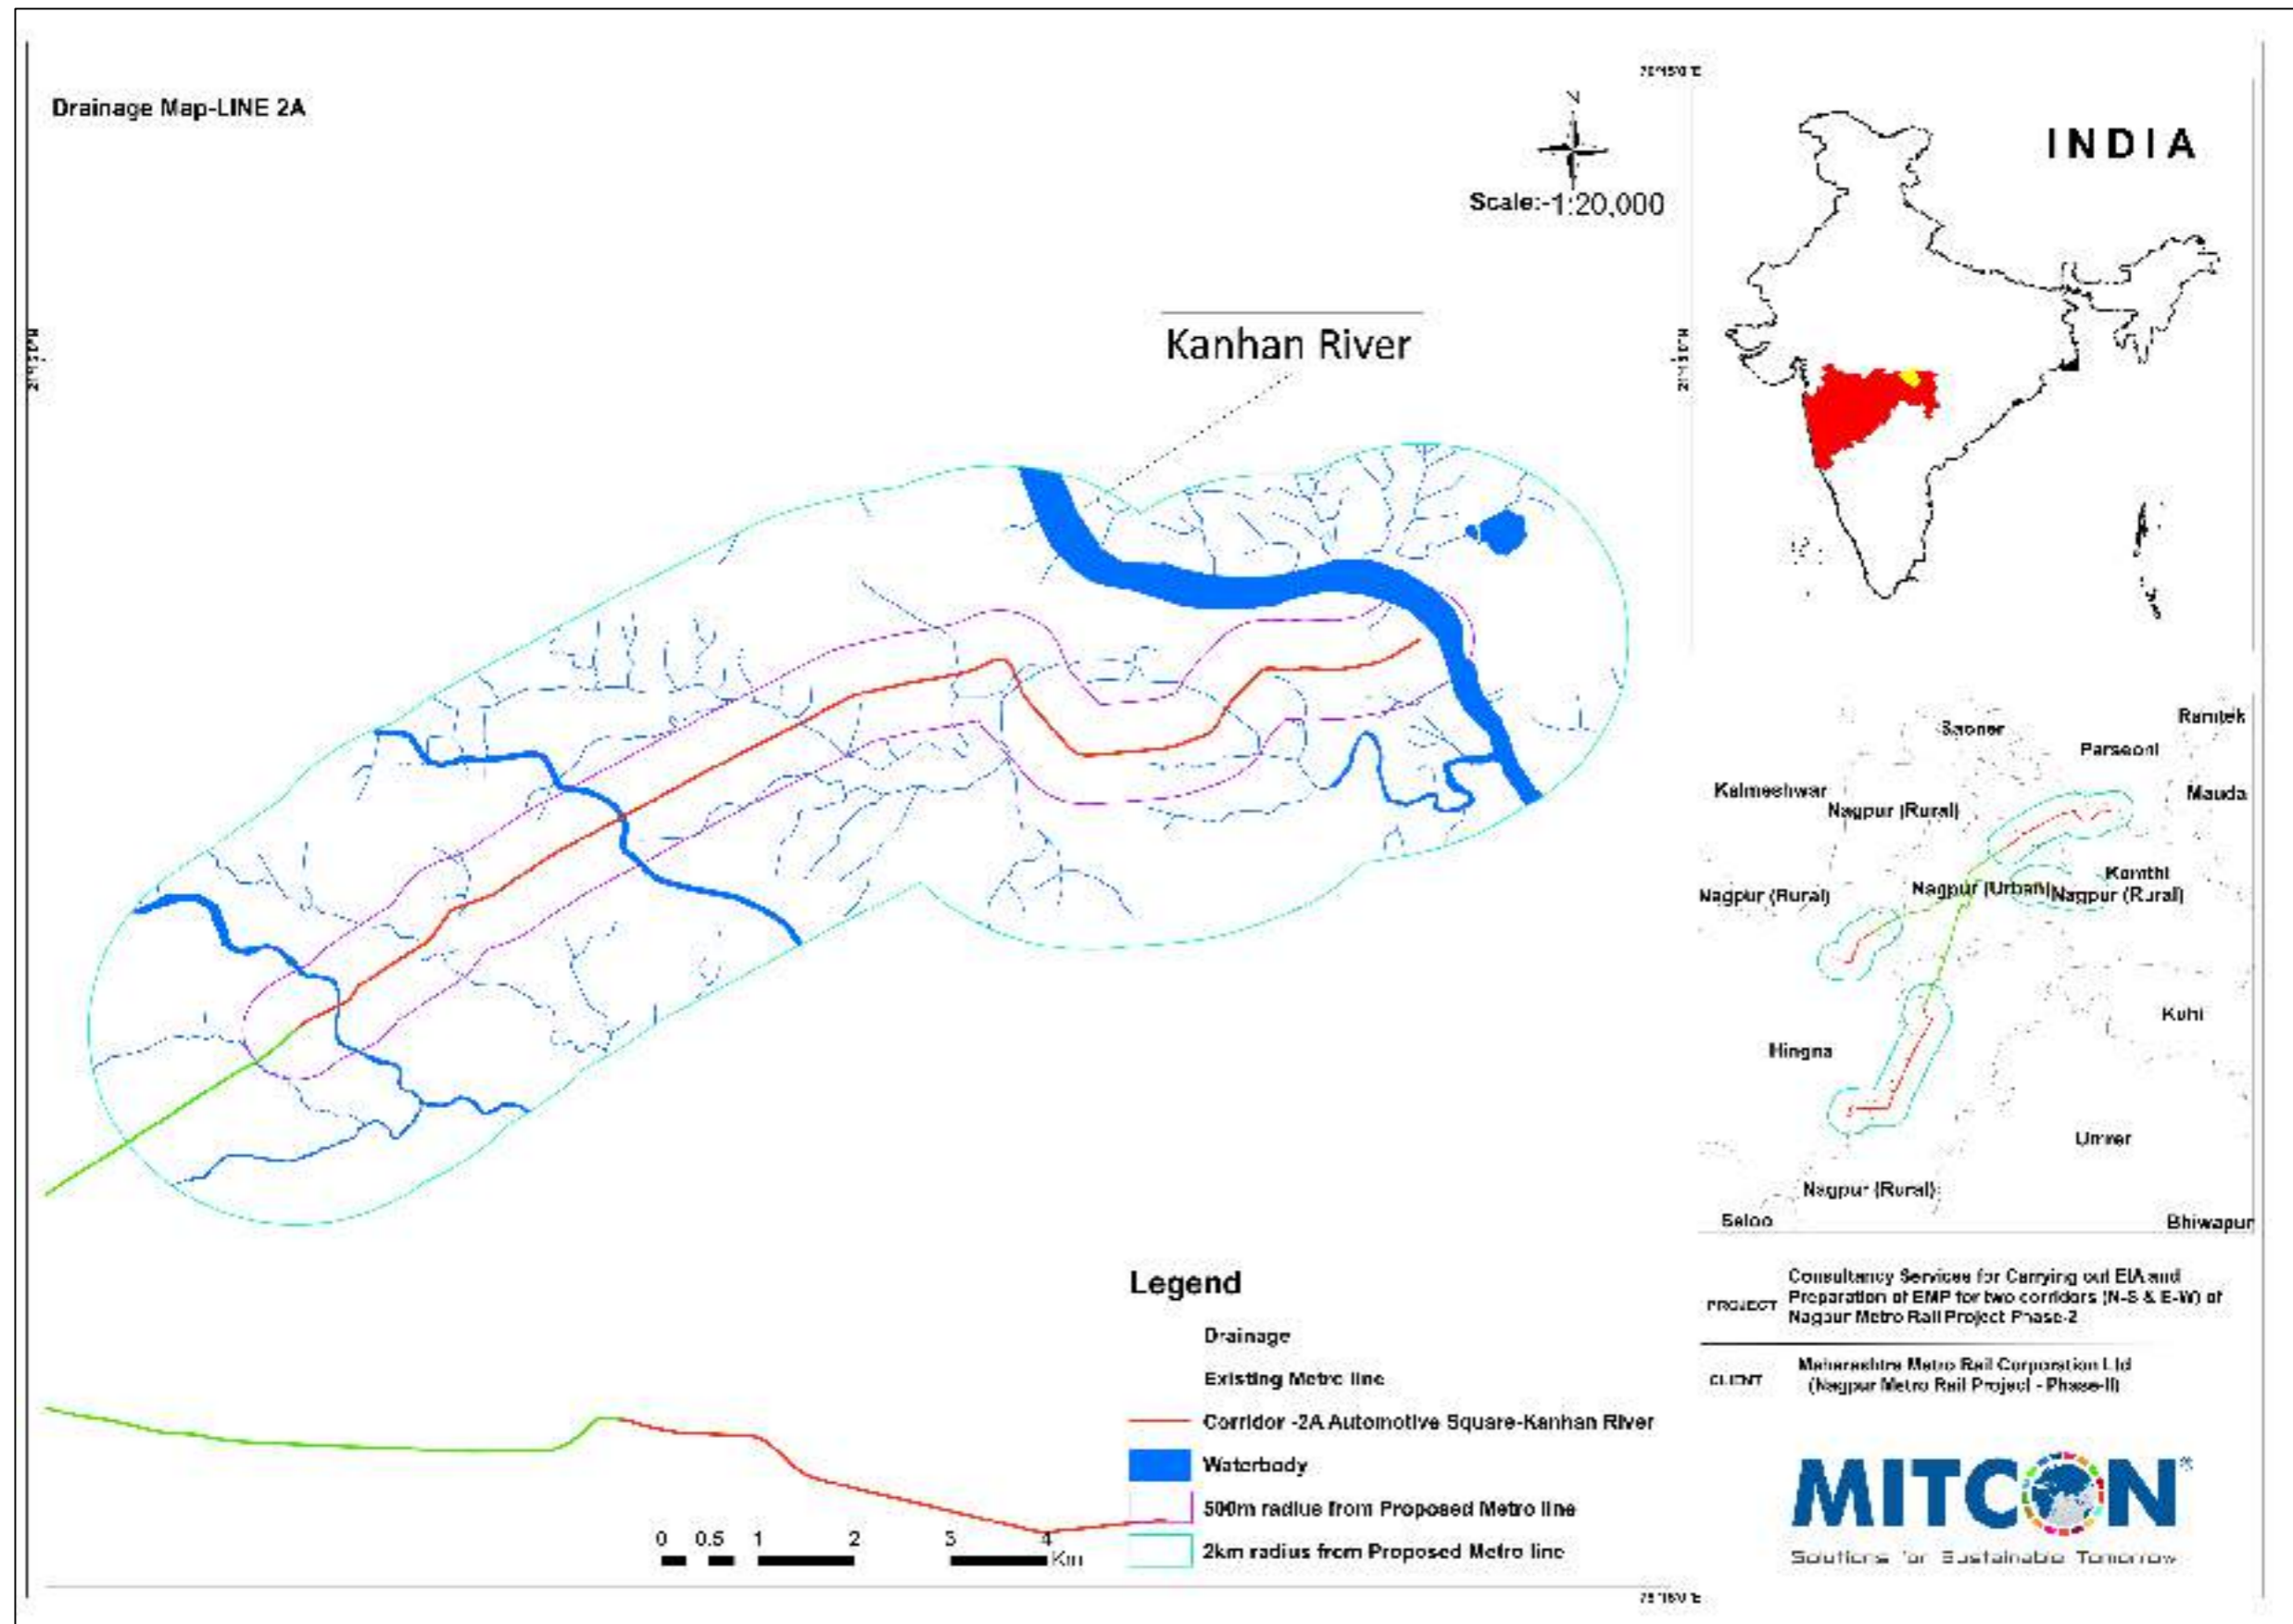 Drainage Map-LINE 2A
Scale:-1:20,000
INDIA
Kanhan River
Saoner
Ramtek
Parseoni
Kalmeshwar
Mauda
Nagpur (Rural)
Kamthi
Nagpur (Rural)
Nagpur (Urban)
Nagpur (Rural)
Kuhi
Hingna
Umrer
Nagpur (Rural)
Seloo
Bhiwapur
Legend
Drainage
Existing Metro line
Corridor -2A Automotive Square-Kanhan River
Waterbody
500m radius from Proposed Metro line
2km radius from Proposed Metro line
0 0.5 1 2 3 4
Km
PROJECT
Consultancy Services for Carrying out EIA and
Preparation of EMP for two corridors (N-S & E-W) of
Nagpur Metro Rail Project Phase-2
CLIENT
Maharashtra Metro Rail Corporation Ltd
(Nagpur Metro Rail Project - Phase-II)
MITCON®
Solutions for Sustainable Tomorrow